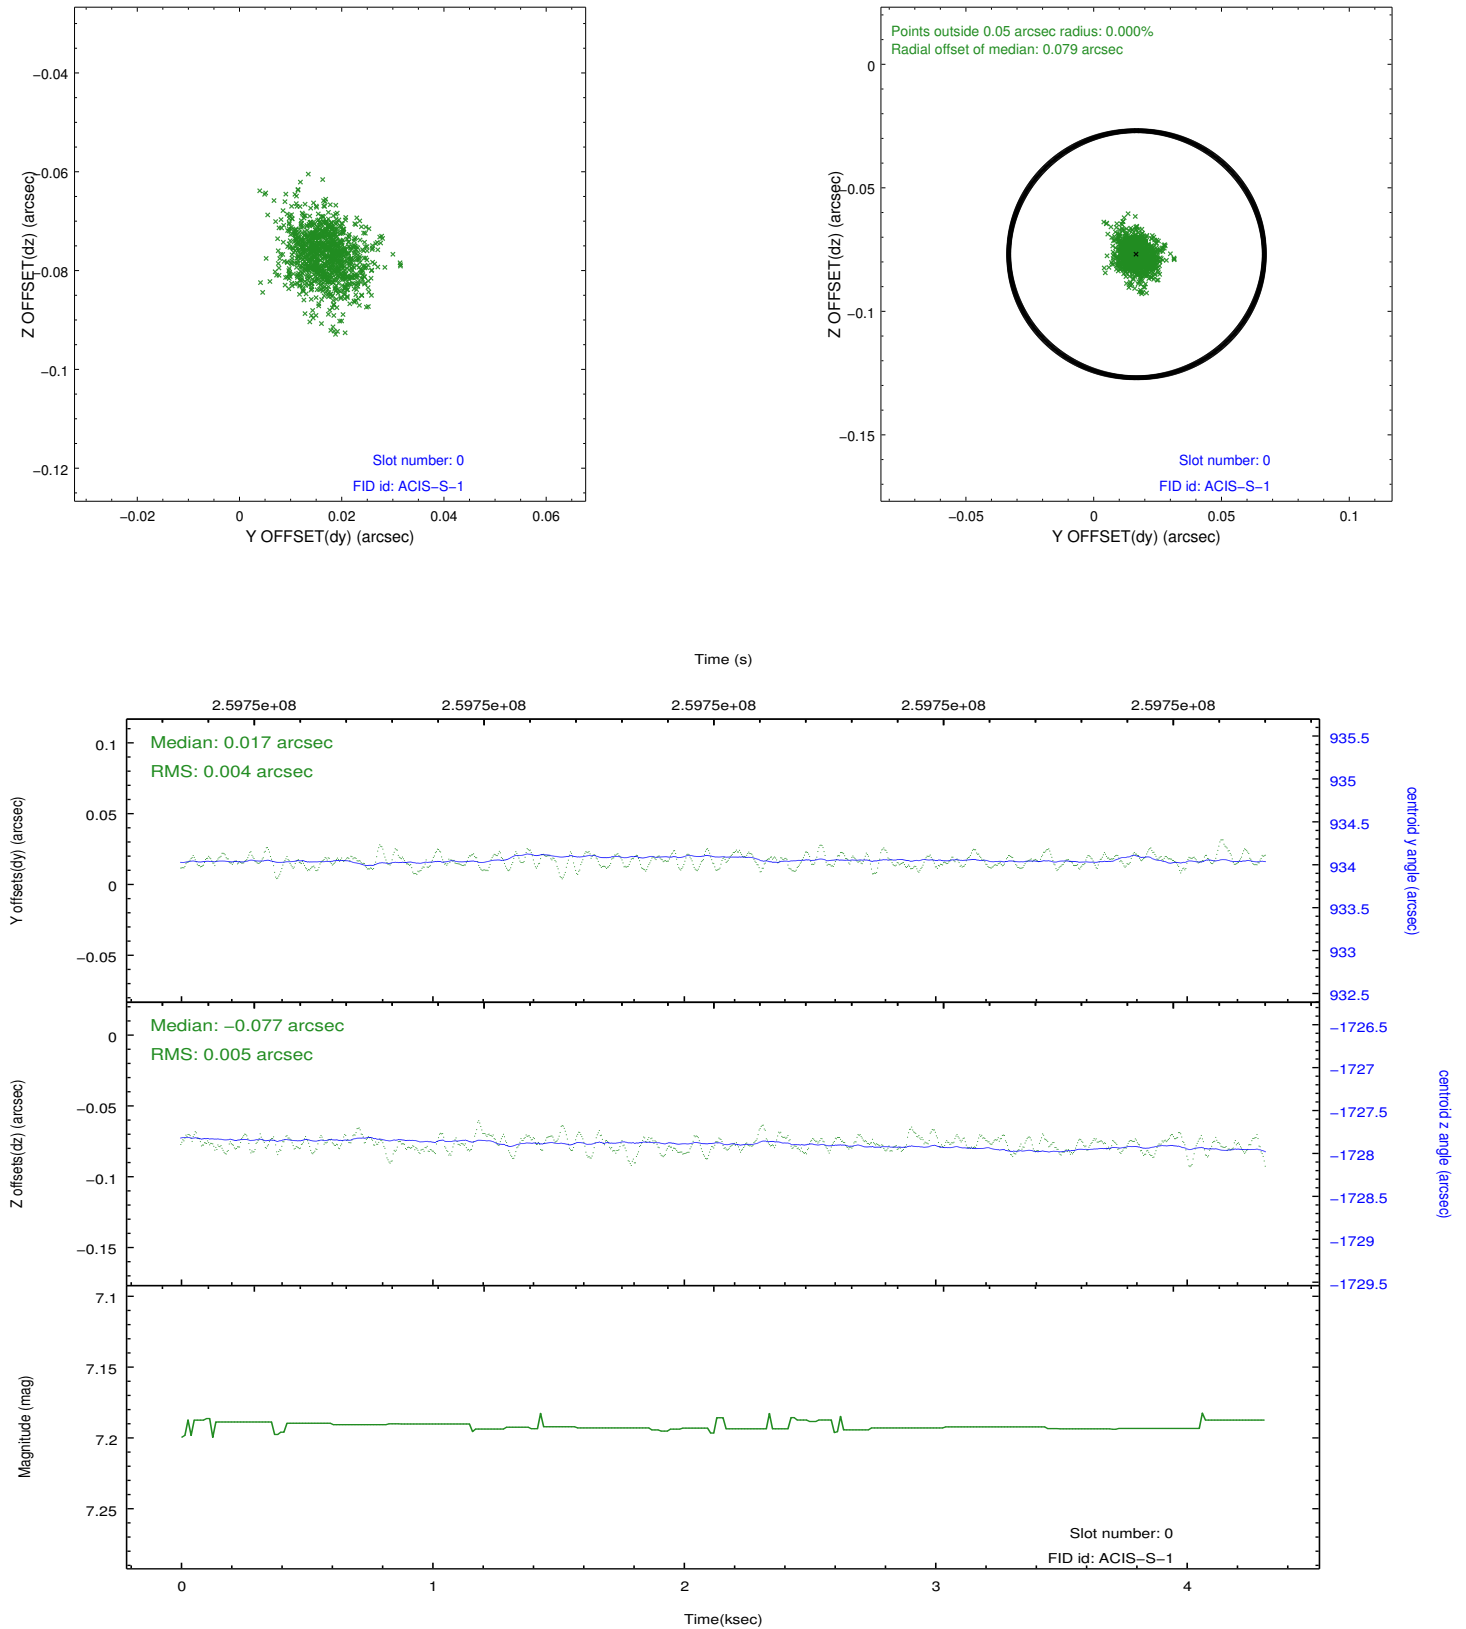 −0.04
−0.06
−0.08
−0.1
−0.12
Z OFFSET(dz) (arcsec)
Slot number: 0
FID id: ACIS−S−1
−0.02 0 0.02 0.04 0.06
Y OFFSET(dy) (arcsec)
Points outside 0.05 arcsec radius: 0.000%
Radial offset of median: 0.079 arcsec
0
−0.05
−0.1
−0.15
Z OFFSET(dz) (arcsec)
Slot number: 0
FID id: ACIS−S−1
−0.05 0 0.05 0.1
Y OFFSET(dy) (arcsec)
Time (s)
2.5975e+08 2.5975e+08 2.5975e+08 2.5975e+08 2.5975e+08
Median: 0.017 arcsec
RMS: 0.004 arcsec
0.1
0.05
0
−0.05
Y offsets(dy) (arcsec)
935.5
935
934.5
934
933.5
933
932.5
centroid y angle (arcsec)
Median: −0.077 arcsec
RMS: 0.005 arcsec
0
−0.05
−0.1
−0.15
Z offsets(dz) (arcsec)
−1726.5
−1727
−1727.5
−1728
−1728.5
−1729
−1729.5
centroid z angle (arcsec)
7.1
7.15
7.2
7.25
Magnitude (mag)
Slot number: 0
FID id: ACIS−S−1
0 1 2 3 4
Time(ksec)